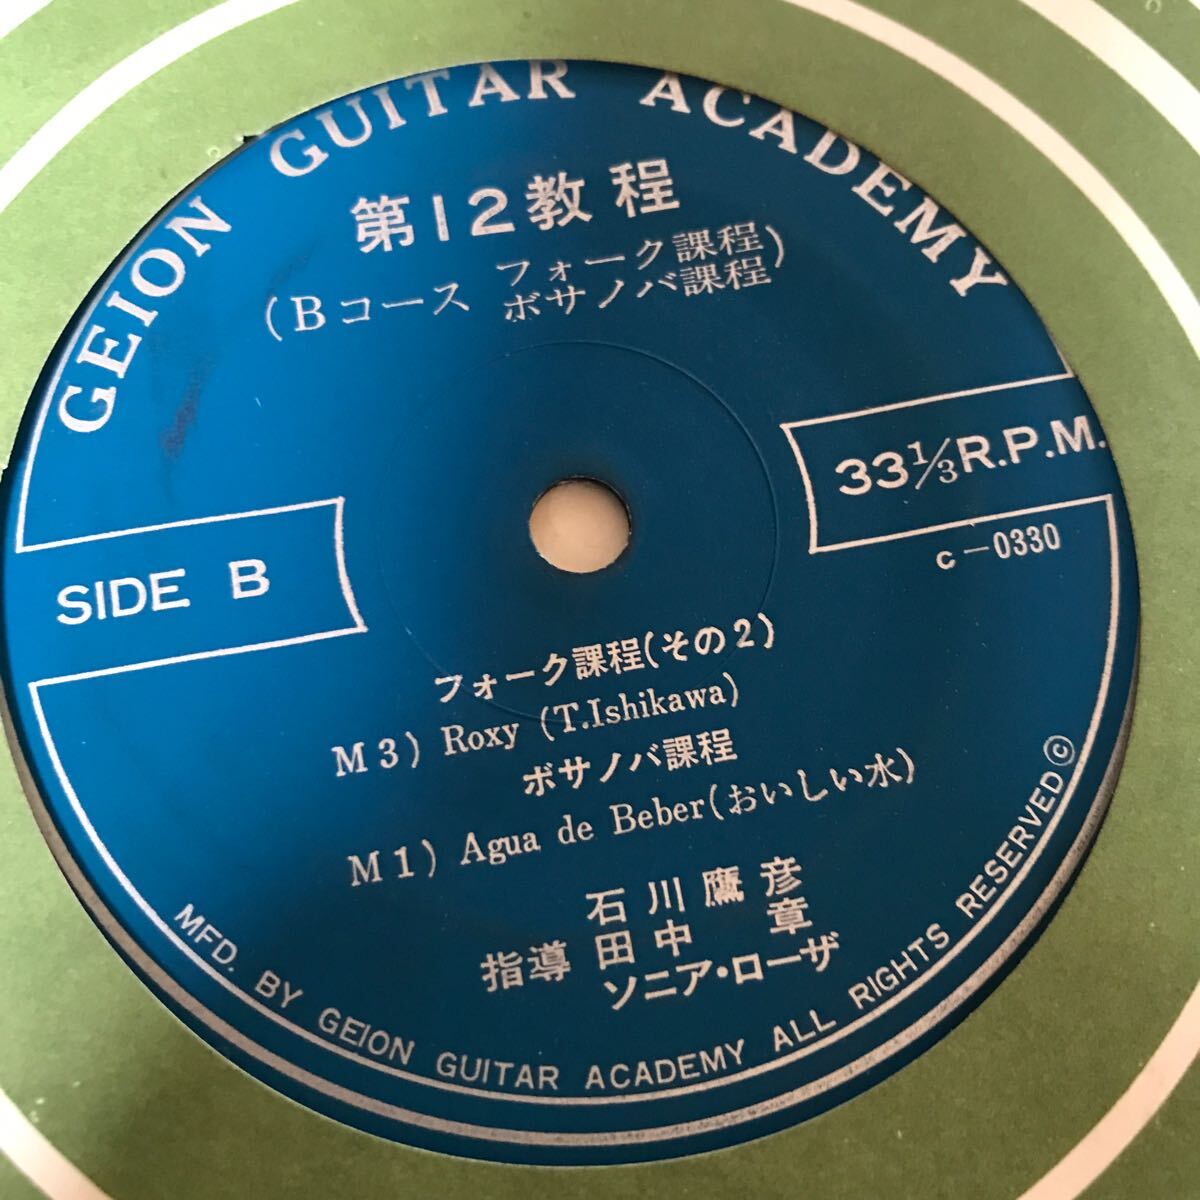 GEION GUITAR ACADEMY
第12教程
(Bコース フォーク課程
ボサノバ課程)
33⅓ R.P.M.
SIDE B
c-0330
フォーク課程(その2)
M3) Roxy (T.Ishikawa)
ボサノバ課程
M1) Agua de Beber(おいしい水)
石川鷹彦
指導 田中 章
ソニア・ローザ
MFD. BY GEION GUITAR ACADEMY ALL RIGHTS RESERVED ©